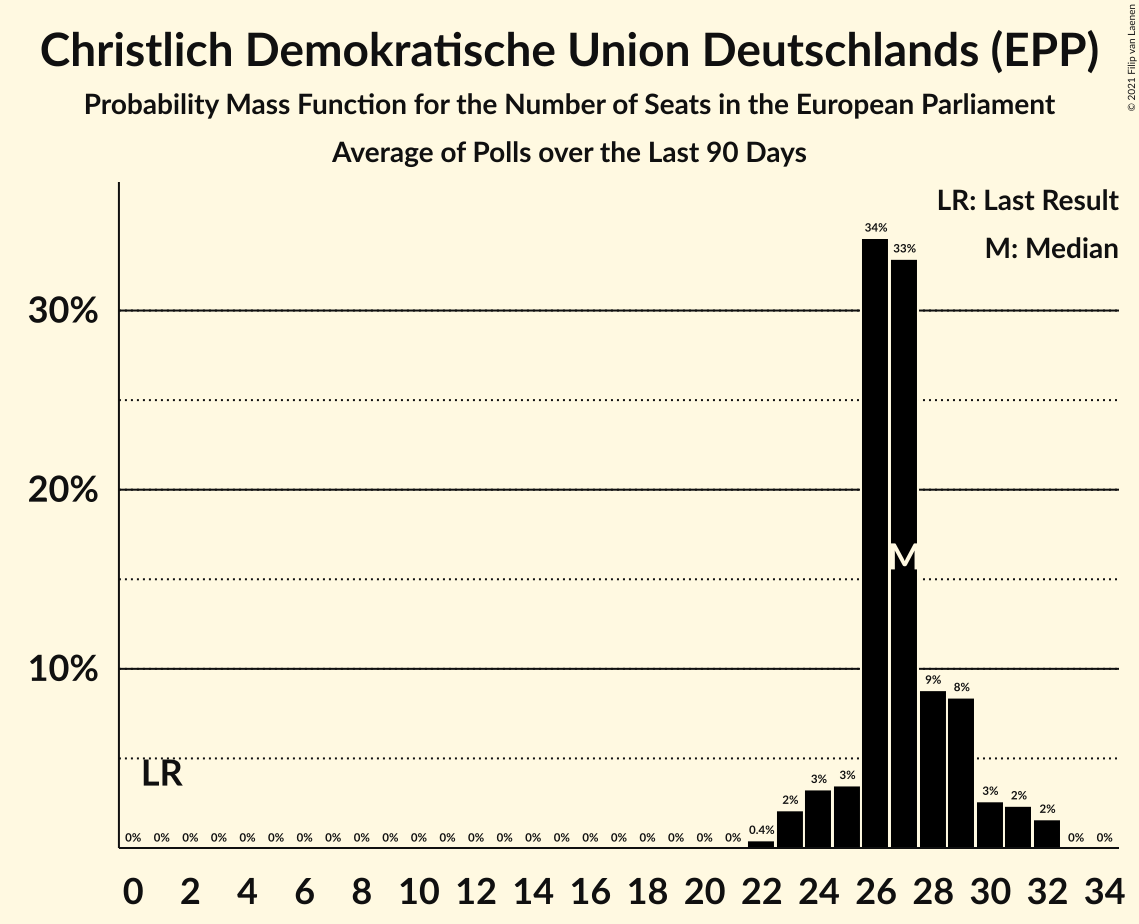 Christlich Demokratische Union Deutschlands (EPP)
Probability Mass Function for the Number of Seats in the European Parliament
Average of Polls over the Last 90 Days
© 2021 Filip van Laenen
LR: Last Result
M: Median
34%
33%
30%
20%
M
10%
9%
8%
LR
3%
3%
3%
2%
2%
2%
0% 0% 0% 0% 0% 0% 0% 0% 0% 0% 0% 0% 0% 0% 0% 0% 0% 0% 0% 0% 0% 0% 0.4% 0% 0%
0 2 4 6 8 10 12 14 16 18 20 22 24 26 28 30 32 34